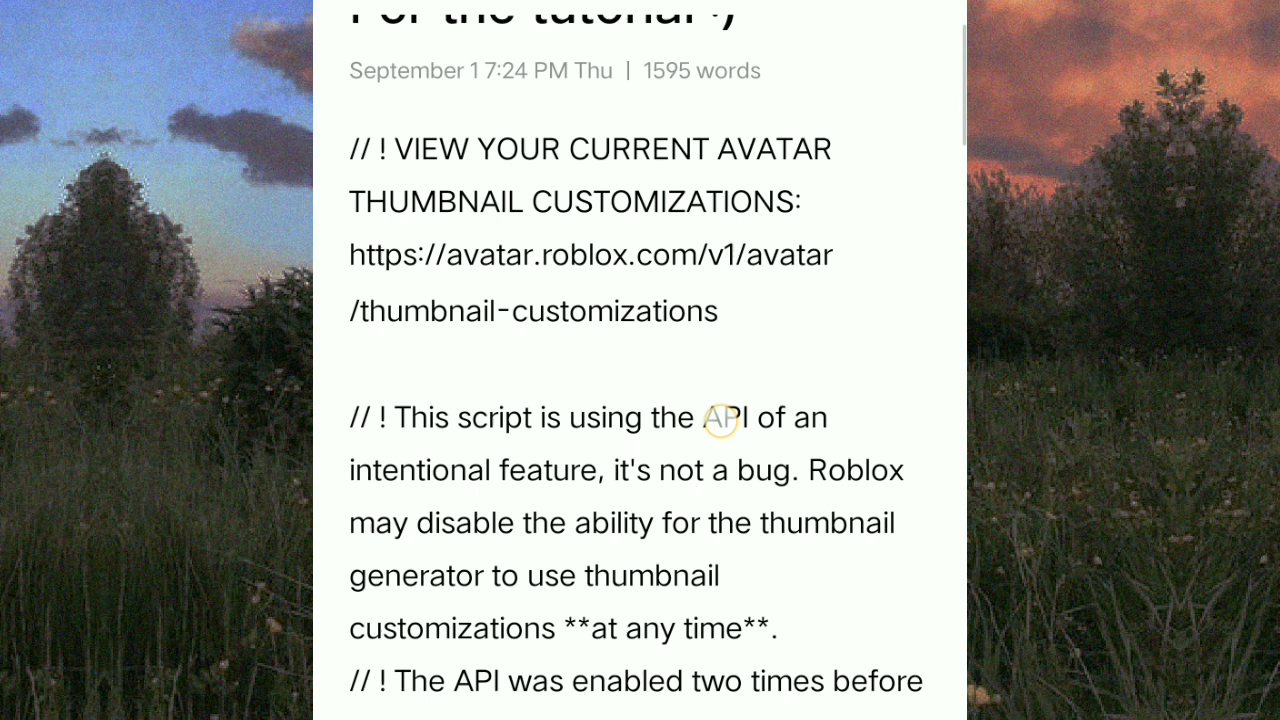 For the tutorial :)
September 1 7:24 PM Thu | 1595 words
// ! VIEW YOUR CURRENT AVATAR
THUMBNAIL CUSTOMIZATIONS:
https://avatar.roblox.com/v1/avatar
/thumbnail-customizations
// ! This script is using the API of an
intentional feature, it's not a bug. Roblox
may disable the ability for the thumbnail
generator to use thumbnail
customizations **at any time**.
// ! The API was enabled two times before